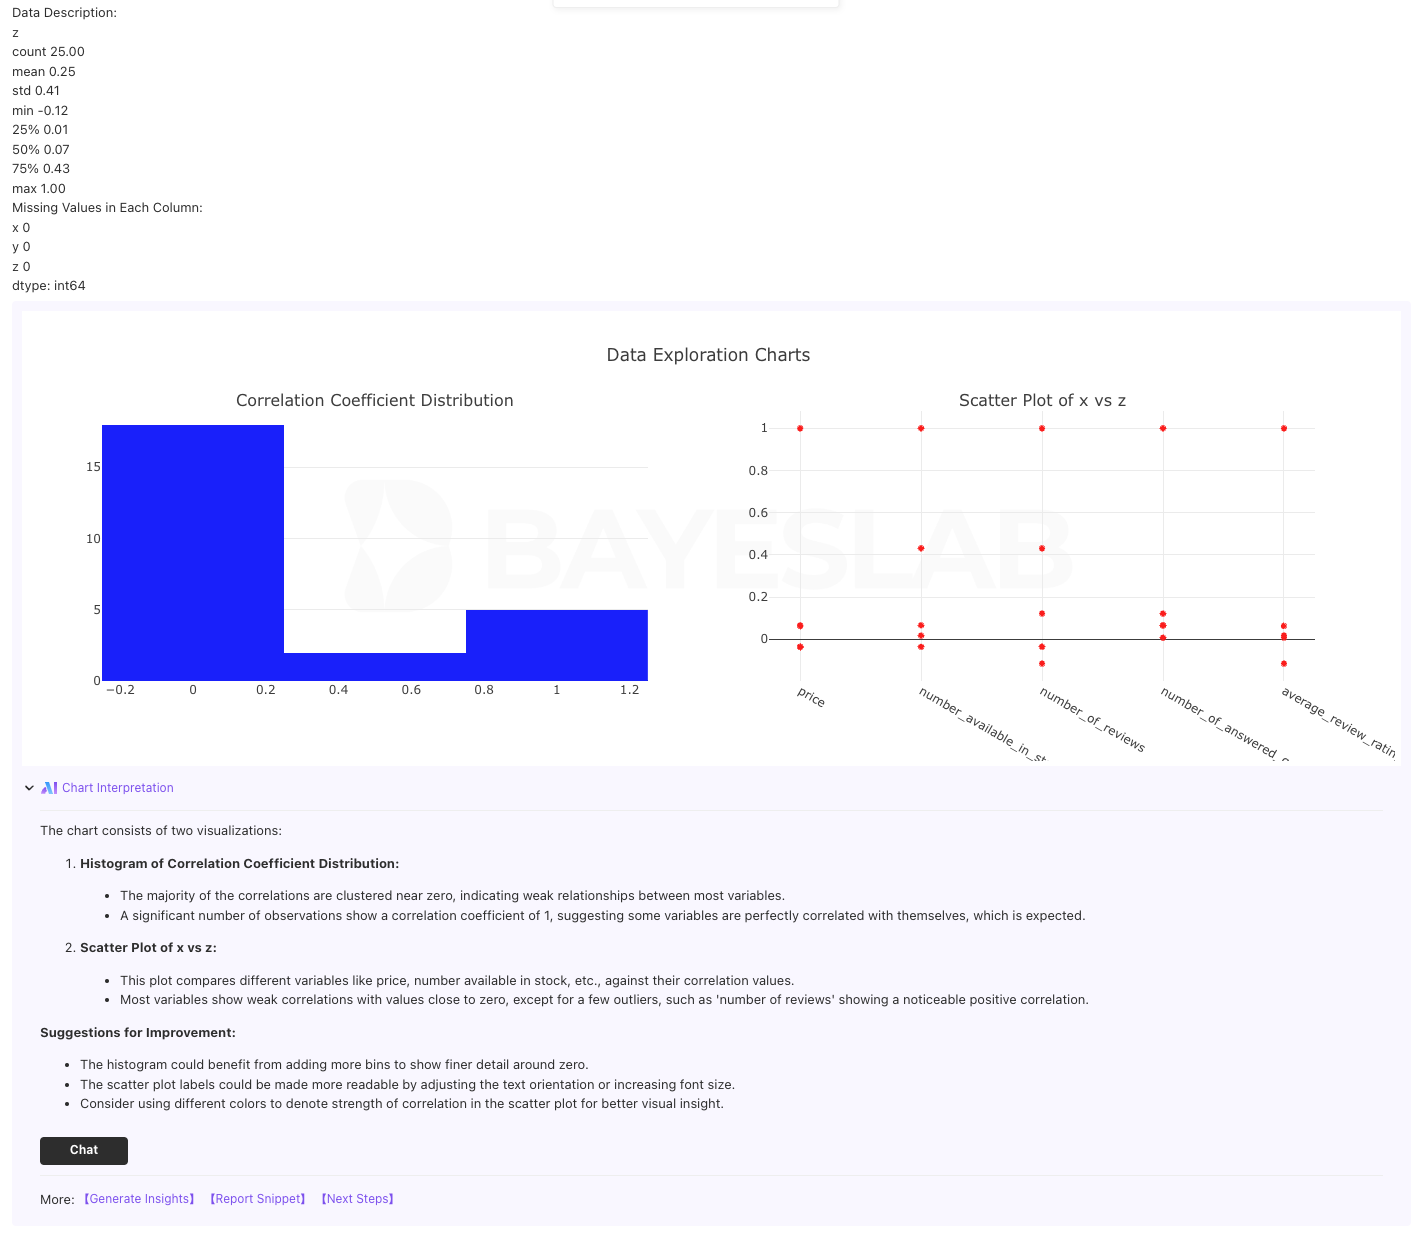 Data Description:
z
count 25.00
mean 0.25
std 0.41
min -0.12
25% 0.01
50% 0.07
75% 0.43
max 1.00
Missing Values in Each Column:
x 0
y 0
z 0
dtype: int64
Data Exploration Charts
Correlation Coefficient Distribution
15
10
5
0
−0.2 0 0.2 0.4 0.6 0.8 1 1.2
Scatter Plot of x vs z
1
0.8
0.6
0.4
0.2
0
price
number_available_in_st
number_of_reviews
number_of_answered_
average_review_ratin
BAYESLAB
AI Chart Interpretation
The chart consists of two visualizations:
1. Histogram of Correlation Coefficient Distribution:
• The majority of the correlations are clustered near zero, indicating weak relationships between most variables.
• A significant number of observations show a correlation coefficient of 1, suggesting some variables are perfectly correlated with themselves, which is expected.
2. Scatter Plot of x vs z:
• This plot compares different variables like price, number available in stock, etc., against their correlation values.
• Most variables show weak correlations with values close to zero, except for a few outliers, such as 'number of reviews' showing a noticeable positive correlation.
Suggestions for Improvement:
• The histogram could benefit from adding more bins to show finer detail around zero.
• The scatter plot labels could be made more readable by adjusting the text orientation or increasing font size.
• Consider using different colors to denote strength of correlation in the scatter plot for better visual insight.
Chat
More: 【Generate Insights】 【Report Snippet】 【Next Steps】